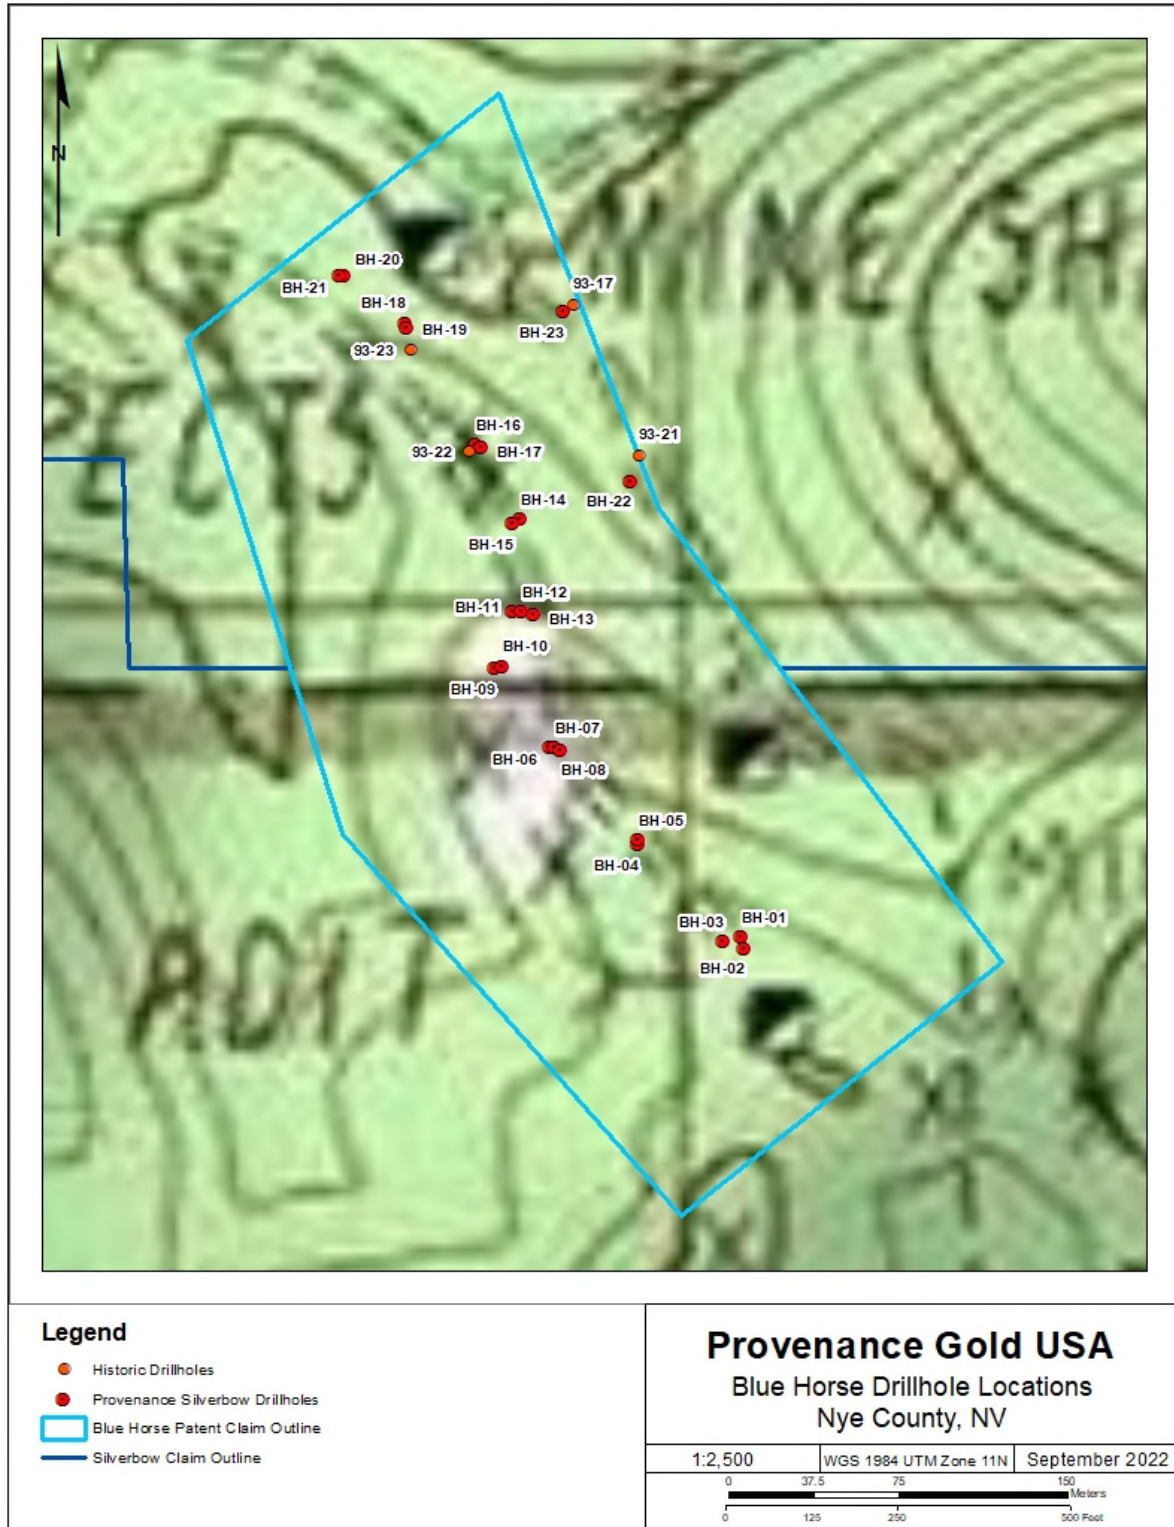 N
MINE SH
93-17
BH-20
BH-21
BH-18
BH-19
BH-23
93-23
PECTS
BH-16
93-22
BH-17
93-21
X
BH-22
BH-14
BH-15
BH-12
BH-11
BH-13
BH-10
BH-09
BH-07
BH-06
BH-08
BH-05
BH-04
BH-03
BH-01
BH-02
ADIT
X
Legend
Historic Drillholes
Provenance Silverbow Drillholes
Blue Horse Patent Claim Outline
Silverbow Claim Outline
Provenance Gold USA
Blue Horse Drillhole Locations
Nye County, NV
1:2,500
WGS 1984 UTM Zone 11N
September 2022
0 37.5 75 150
Meters
0 125 250 500 Feet